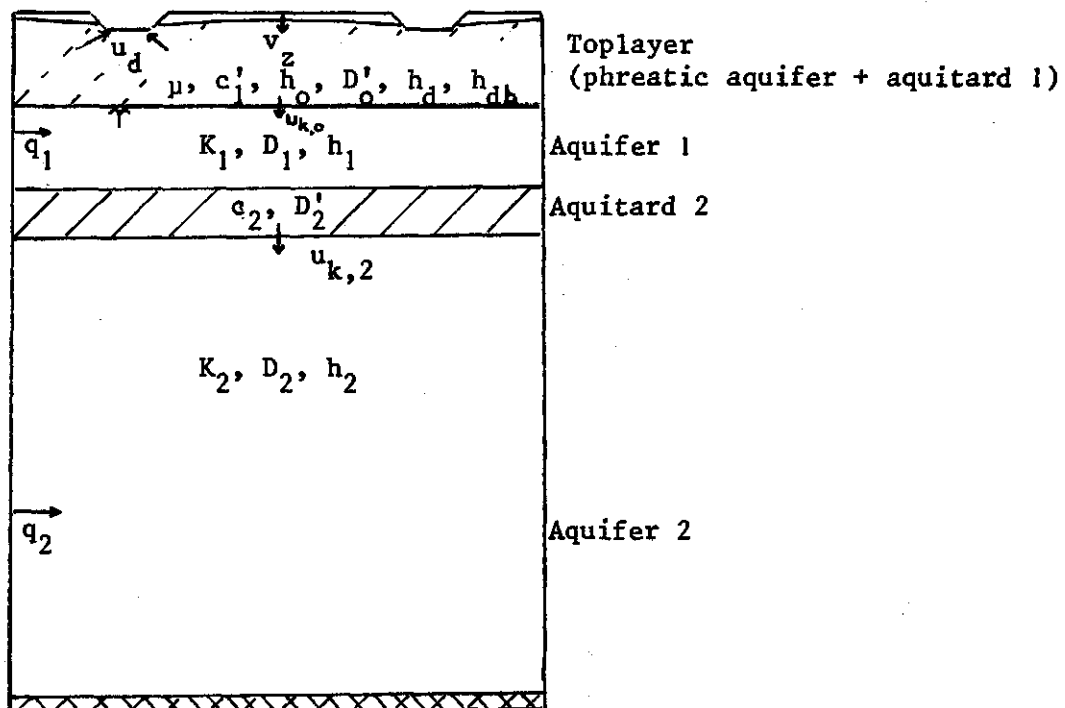 Toplayer
(phreatic aquifer + aquitard 1)
u_d
v_z
μ, c'_1, h_o, D'_o, h_d, h_db
u_k,o
q_1
K_1, D_1, h_1
Aquifer 1
c_2, D'_2
Aquitard 2
u_k,2
K_2, D_2, h_2
q_2
Aquifer 2